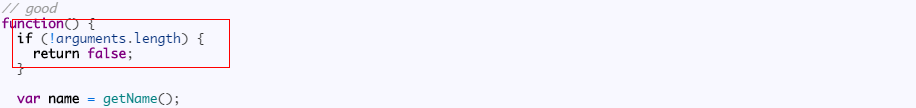 // good
function() {
  if (!arguments.length) {
    return false;
  }

  var name = getName();